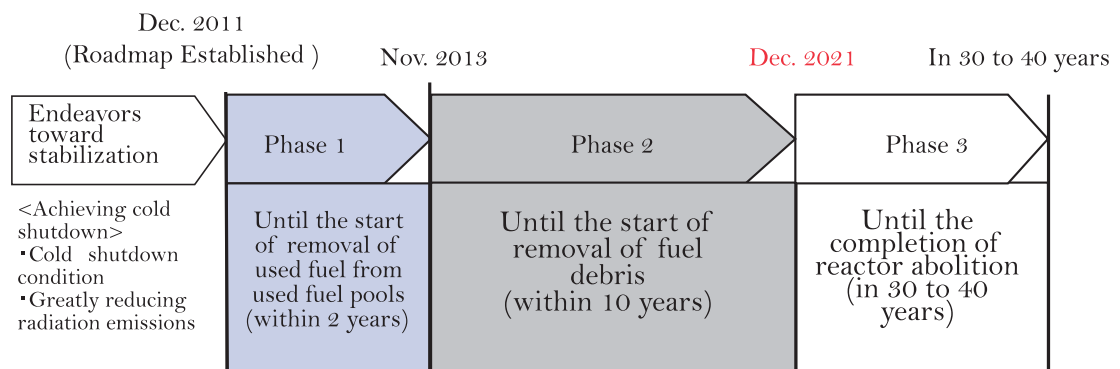 Dec. 2011
(Roadmap Established )
Nov. 2013
Dec. 2021
In 30 to 40 years
Endeavors
toward
stabilization
Phase 1
Phase 2
Phase 3
<Achieving cold
shutdown>
・Cold shutdown
condition
・Greatly reducing
radiation emissions
Until the start
of removal of
used fuel from
used fuel pools
(within 2 years)
Until the start of
removal of fuel
debris
(within 10 years)
Until the
completion of
reactor abolition
(in 30 to 40
years)